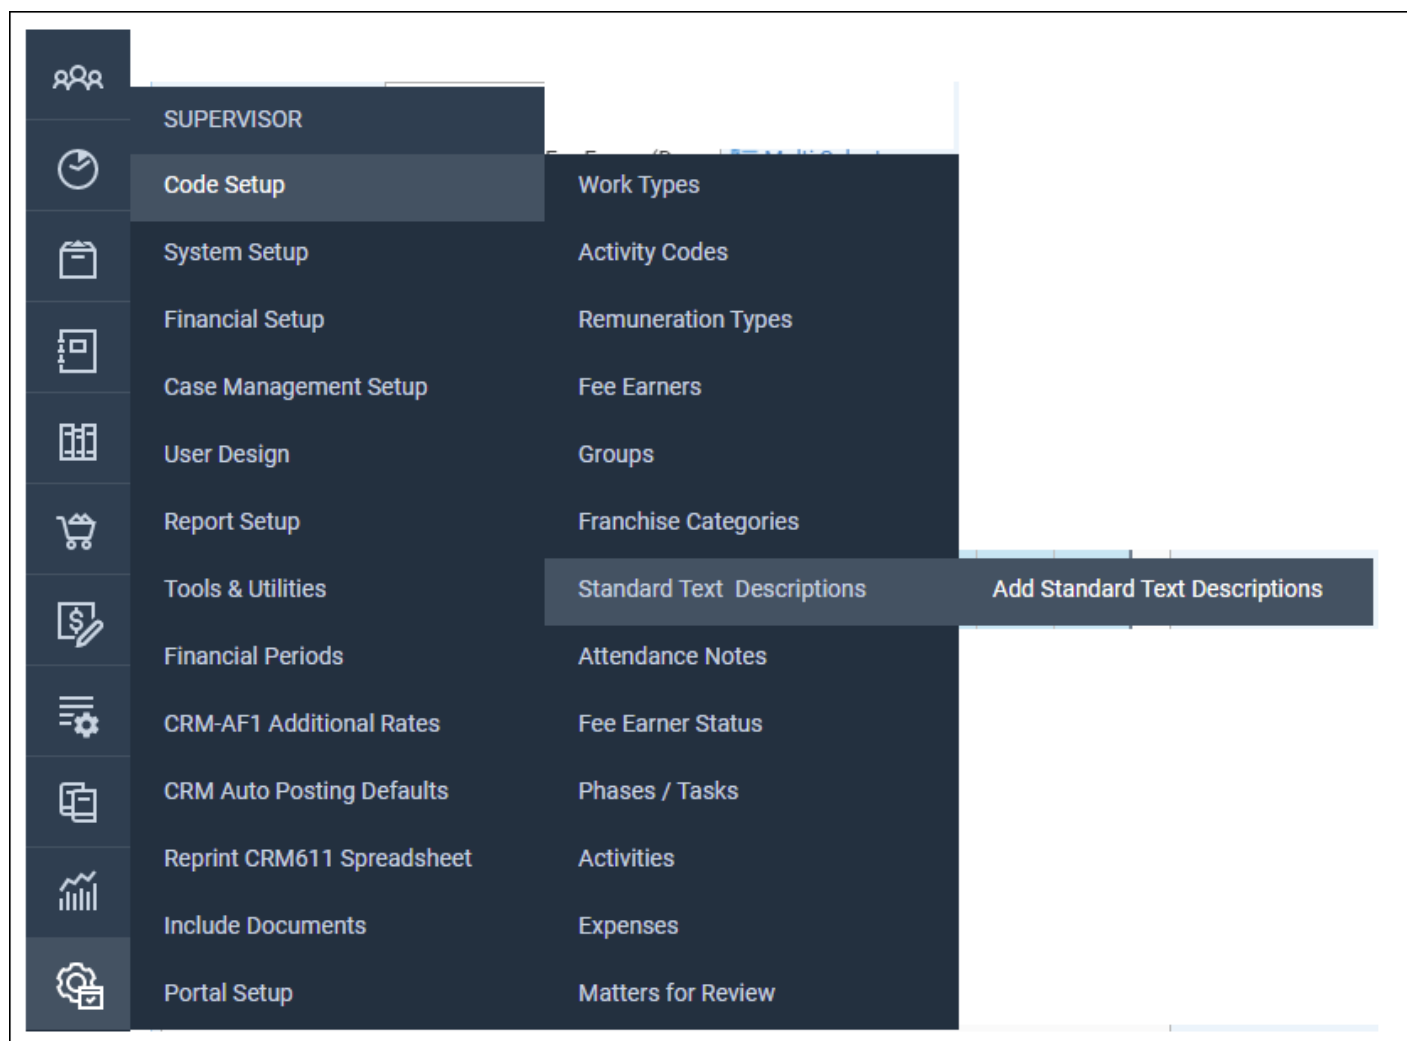 SUPERVISOR
Code Setup
System Setup
Financial Setup
Case Management Setup
User Design
Report Setup
Tools & Utilities
Financial Periods
CRM-AF1 Additional Rates
CRM Auto Posting Defaults
Reprint CRM611 Spreadsheet
Include Documents
Portal Setup
Work Types
Activity Codes
Remuneration Types
Fee Earners
Groups
Franchise Categories
Standard Text Descriptions
Attendance Notes
Fee Earner Status
Phases / Tasks
Activities
Expenses
Matters for Review
Add Standard Text Descriptions